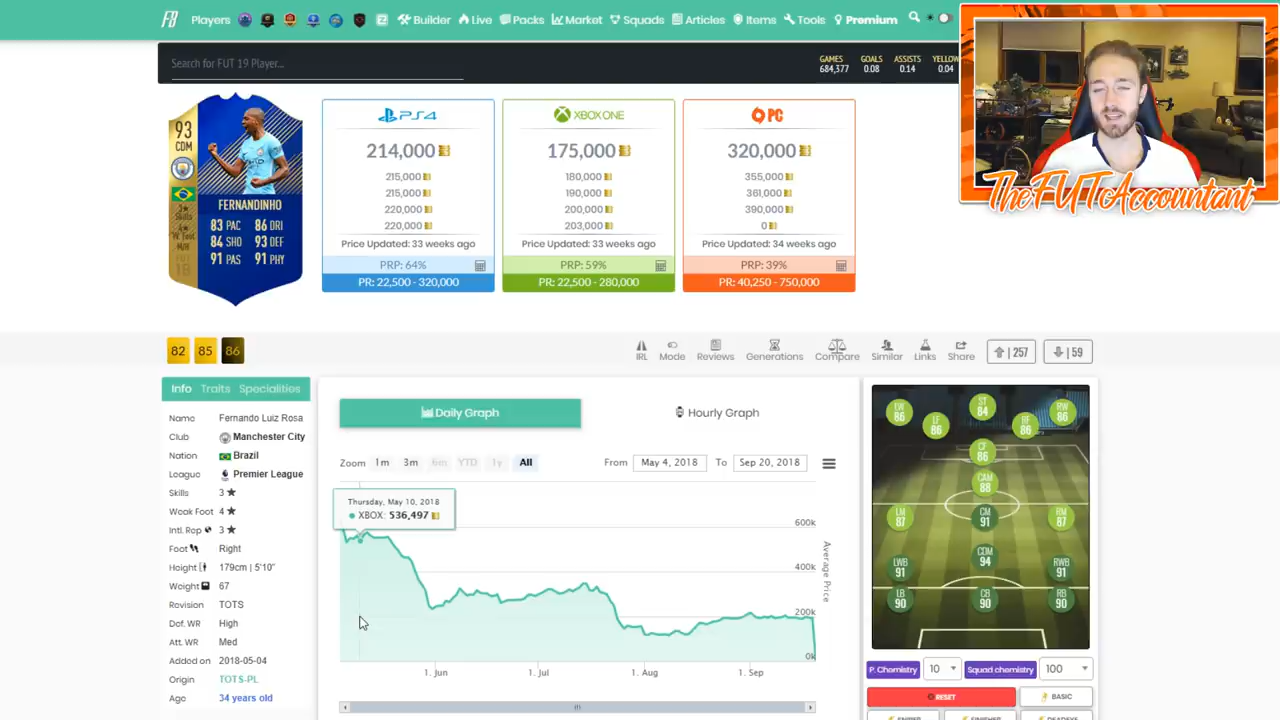 F8 Players Builder Live Packs Market Squads Articles Items Tools Premium
Search for FUT 19 Player...
GAMES GOALS ASSISTS YELLOW
684,377 0.08 0.14 0.04
TheFUTAccountant
93
CDM
FERNANDINHO
83 PAC 86 DRI
84 SHO 93 DEF
91 PAS 91 PHY
PS4
214,000
215,000
215,000
220,000
220,000
Price Updated: 33 weeks ago
PRP: 64%
PR: 22,500 - 320,000
XBOX ONE
175,000
180,000
190,000
200,000
203,000
Price Updated: 33 weeks ago
PRP: 59%
PR: 22,500 - 280,000
PC
320,000
355,000
361,000
390,000
0
Price Updated: 34 weeks ago
PRP: 39%
PR: 40,250 - 750,000
82 85 86
IRL Mode Reviews Generations Compare Similar Links Share | 257 | 59
Info Traits Specialities
Name Fernando Luiz Rosa
Club Manchester City
Nation Brazil
League Premier League
Skills 3
Weak Foot 4
Intl. Rep 3
Foot Right
Height 179cm | 5'10"
Weight 67
Revision TOTS
Def. WR High
Att. WR Med
Added on 2018-05-04
Origin TOTS-PL
Age 34 years old
Daily Graph Hourly Graph
Zoom 1m 3m 6m YTD 1y All From May 4, 2018 To Sep 20, 2018
Thursday, May 10, 2018
XBOX: 536,497
600k
400k
200k
0k
Average Price
1. Jun 1. Jul 1. Aug 1. Sep
LW 86
LF 86
ST 84
RF 86
RW 86
CF 86
CAM 88
LM 87
CM 91
RM 87
LWB 91
CDM 94
RWB 91
LB 90
CB 90
RB 90
P. Chemistry 10 Squad chemistry 100
RESET BASIC
SNIPER FINISHER DEADEYE